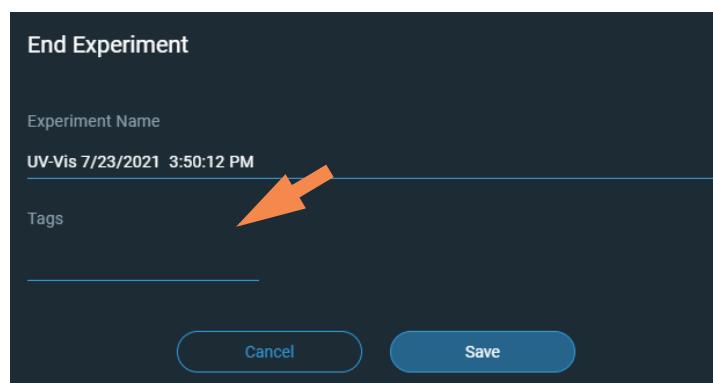 End Experiment
Experiment Name
UV-Vis 7/23/2021 3:50:12 PM
Tags
Cancel Save